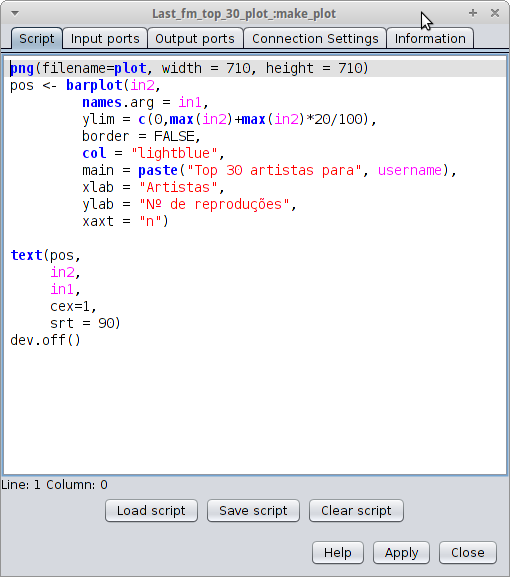 Last_fm_top_30_plot_:make_plot
Script Input ports Output ports Connection Settings Information
png(filename=plot, width = 710, height = 710)
pos <- barplot(in2,
names.arg = in1,
ylim = c(0,max(in2)+max(in2)*20/100),
border = FALSE,
col = "lightblue",
main = paste("Top 30 artistas para", username),
xlab = "Artistas",
ylab = "Nº de reproduções",
xaxt = "n")
text(pos,
in2,
in1,
cex=1,
srt = 90)
dev.off()
Line: 1 Column: 0
Load script Save script Clear script
Help Apply Close